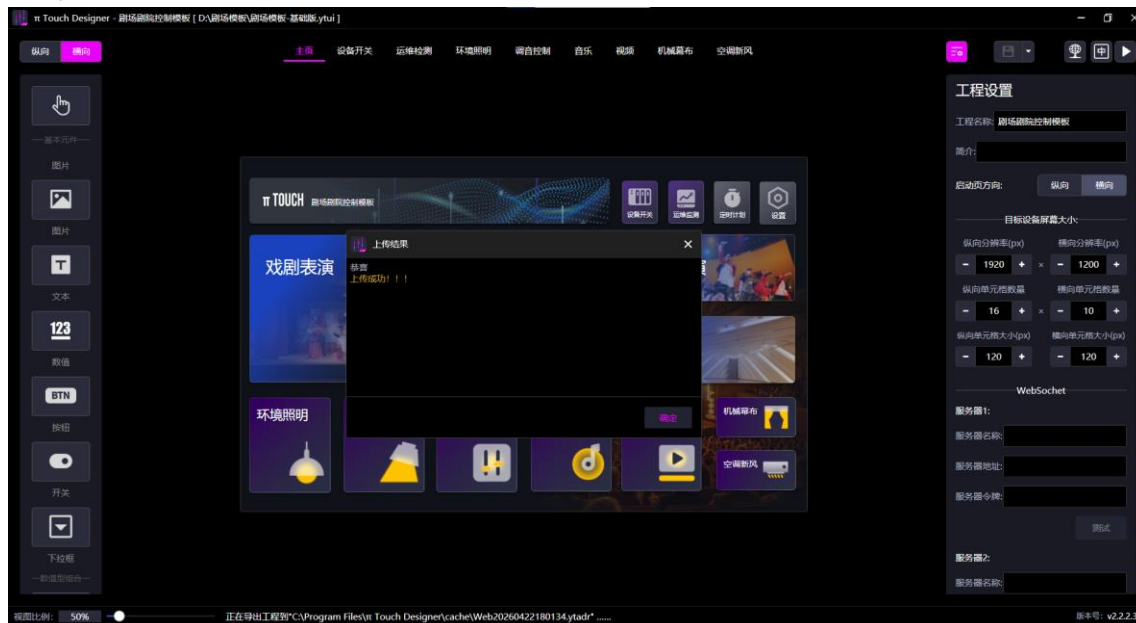 π Touch Designer - 剧场剧院控制模板 [ D:\剧场模板\剧场模板-基础版.ytui ]
纵向 横向
主页 设备开关 运维检测 环境照明 调音控制 音乐 视频 机械幕布 空调新风
中
基本元件
图片
图片
T
文本
123
数值
BTN
按钮
开关
下拉框
数值型组合
π TOUCH 剧场剧院控制模板
设备开关 运维监测 定时计划 设置
戏剧表演
环境照明
机械幕布
空调新风
上传结果
恭喜
上传成功!!!
确定
工程设置
工程名称: 剧场剧院控制模板
简介:
启动页方向: 纵向 横向
目标设备屏幕大小:
纵向分辨率(px) 横向分辨率(px)
- 1920 + × - 1200 +
纵向单元格数量 横向单元格数量
- 16 + × - 10 +
纵向单元格大小(px) 横向单元格大小(px)
- 120 + - 120 +
WebSochet
服务器1:
服务器名称:
服务器地址:
服务器令牌:
测试
服务器2:
服务器名称:
视图比例: 50%
正在导出工程到"C:\Program Files\π Touch Designer\cache\Web20260422180134.ytadr" ......
版本号: v2.2.2.3